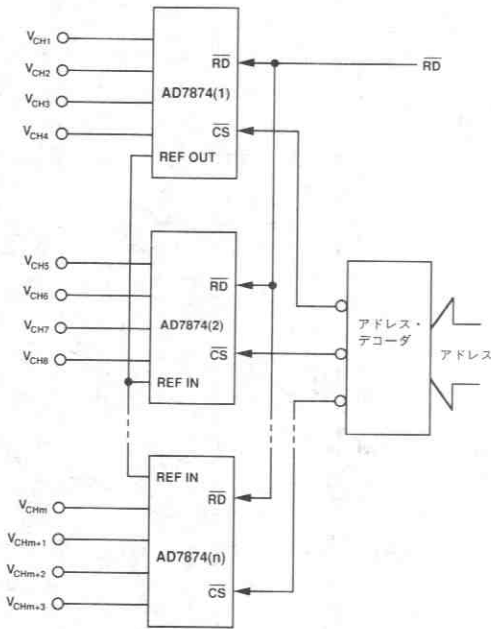 VCH1
VCH2
VCH3
VCH4
RD
AD7874(1)
CS
REF OUT
RD
VCH5
VCH6
VCH7
VCH8
RD
AD7874(2)
CS
REF IN
アドレス・
デコーダ
アドレス
REF IN
VCHm
VCHm+1
VCHm+2
VCHm+3
RD
AD7874(n)
CS